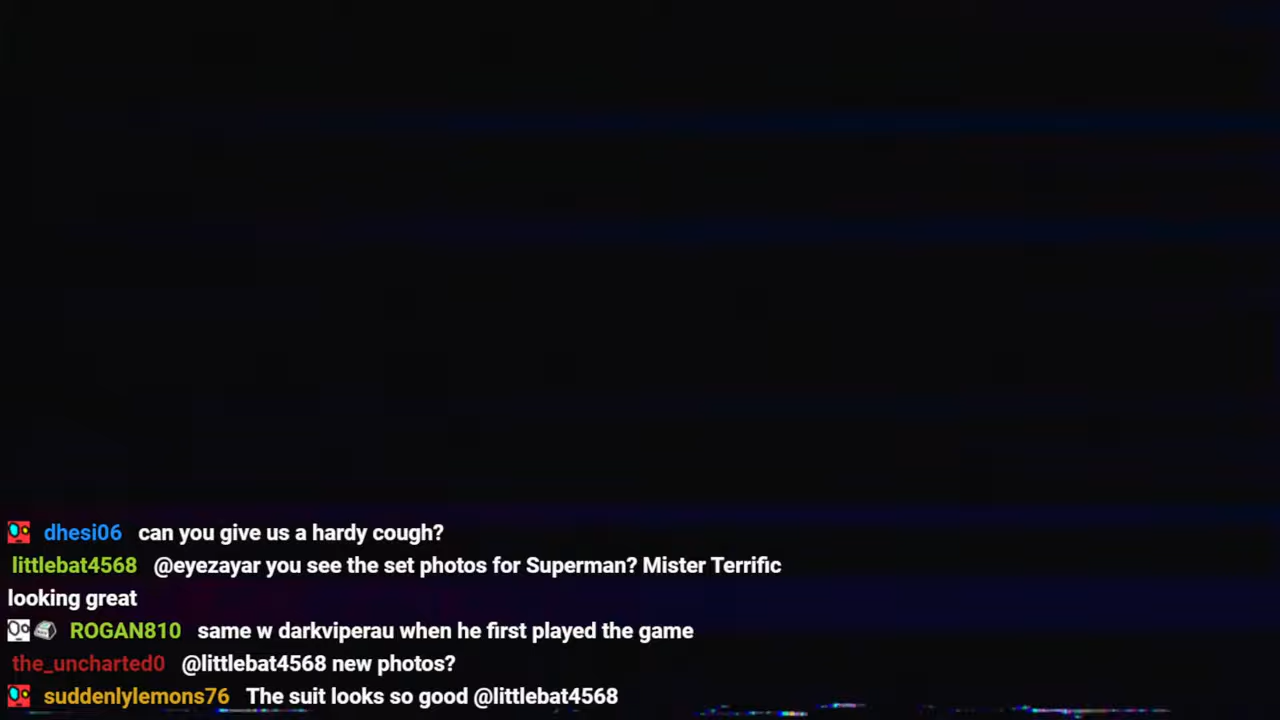 dhesi06 can you give us a hardy cough?
littlebat4568 @eyezayar you see the set photos for Superman? Mister Terrific
looking great
ROGAN810 same w darkviperau when he first played the game
the_uncharted0 @littlebat4568 new photos?
suddenlylemons76 The suit looks so good @littlebat4568